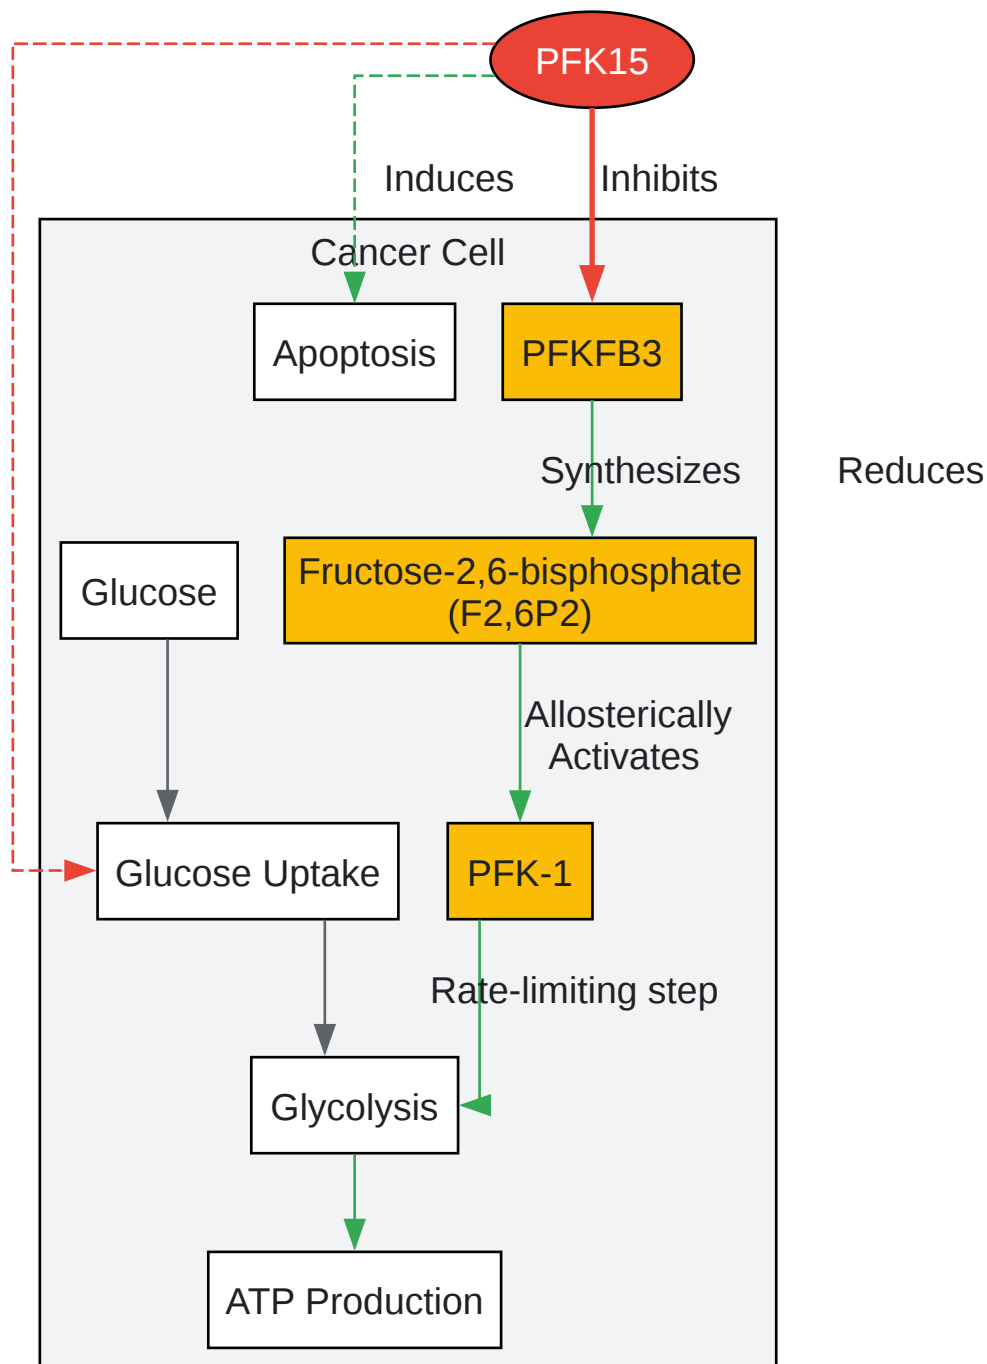 PFK15
Induces
Inhibits
Cancer Cell
Apoptosis
PFKFB3
Synthesizes
Reduces
Glucose
Fructose-2,6-bisphosphate
(F2,6P2)
Allosterically
Activates
Glucose Uptake
PFK-1
Rate-limiting step
Glycolysis
ATP Production